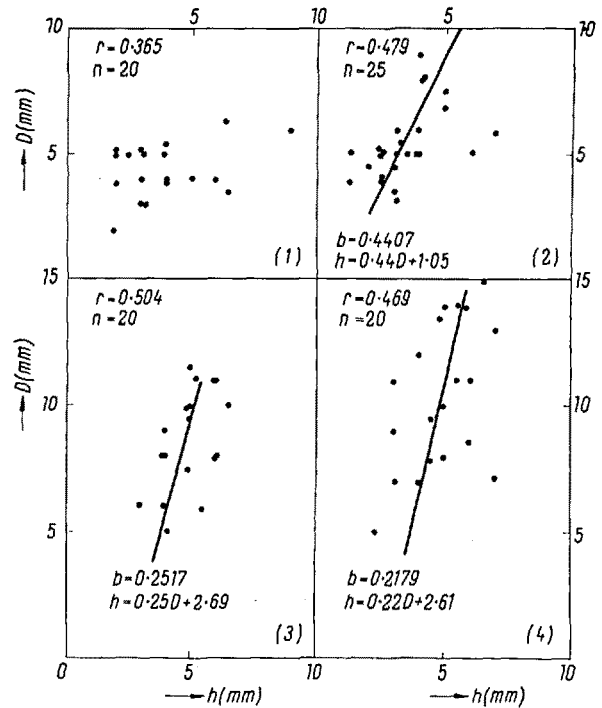 5 10 5 10
10
r=0.365
n=20
r=0.479
n=25
D(mm)
5 5
b=0.4407
h=0.44D+1.05
(1) (2)
15 15
r=0.504
n=20
r=0.469
n=20
D(mm)
10 10
5 5
b=0.2517
h=0.25D+2.69
b=0.2179
h=0.22D+2.61
(3) (4)
0 5 10 5 10
h(mm) h(mm)